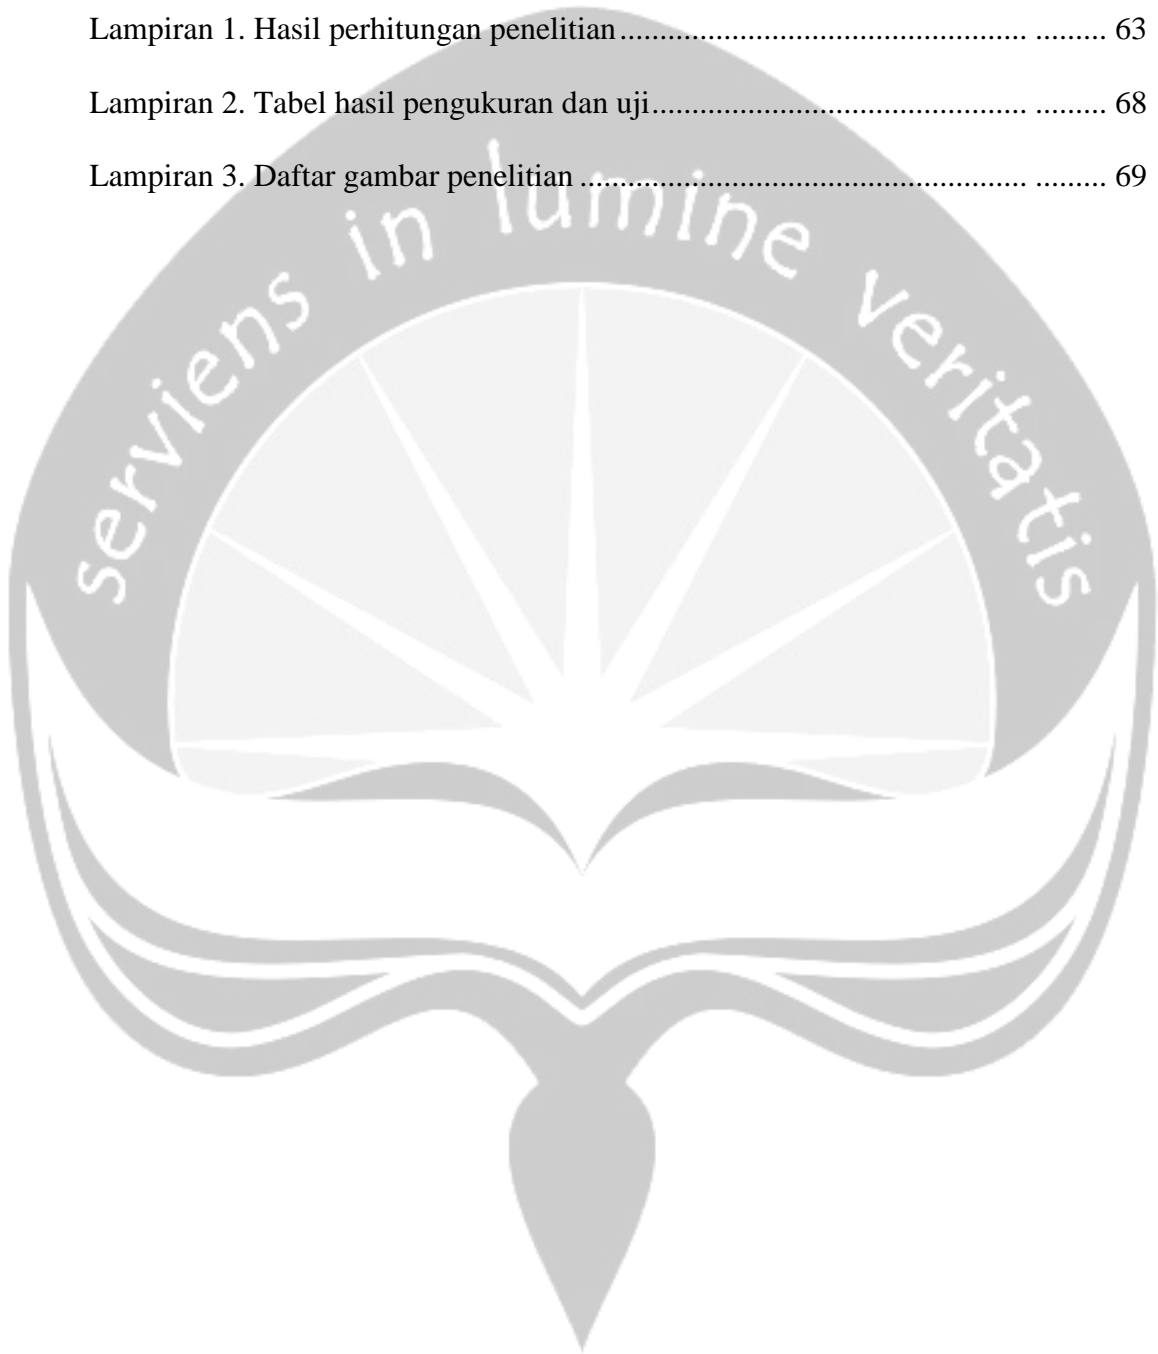 Lampiran 1. Hasil perhitungan penelitian.................................................. ......... 63
Lampiran 2. Tabel hasil pengukuran dan uji.............................................. ......... 68
Lampiran 3. Daftar gambar penelitian ....................................................... ......... 69
serviens in lumine veritatis